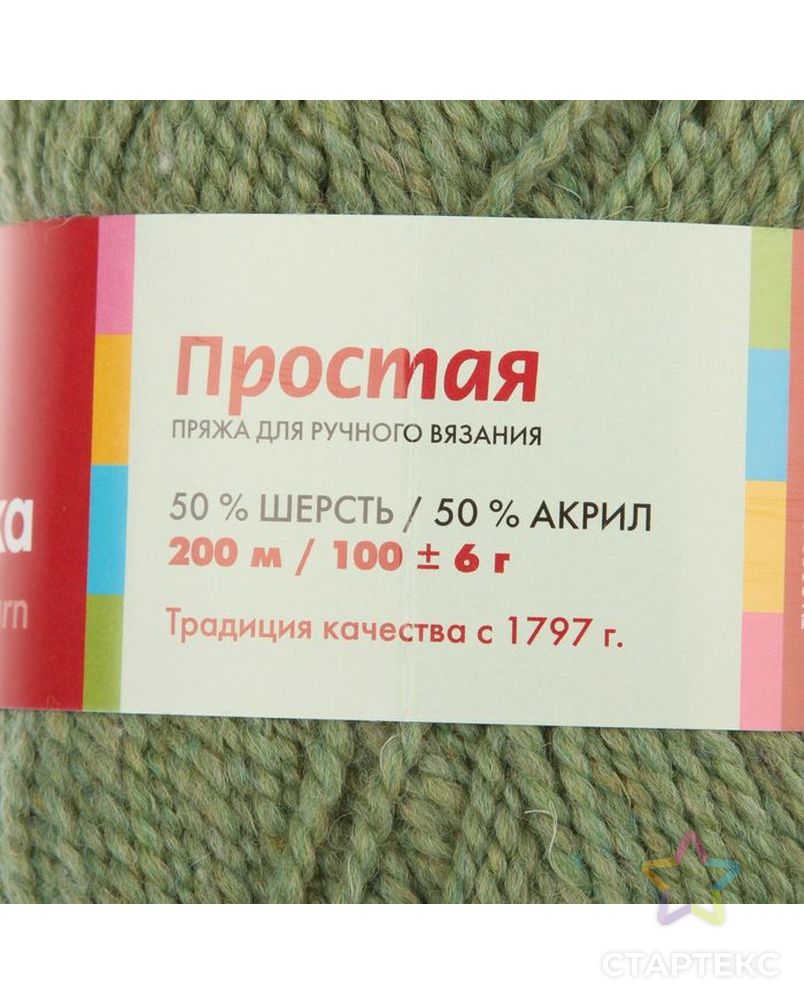 Простая
ПРЯЖА ДЛЯ РУЧНОГО ВЯЗАНИЯ
50 % ШЕРСТЬ / 50 % АКРИЛ
200 м / 100 ± 6 г
Традиция качества с 1797 г.
СТАРТЕКС